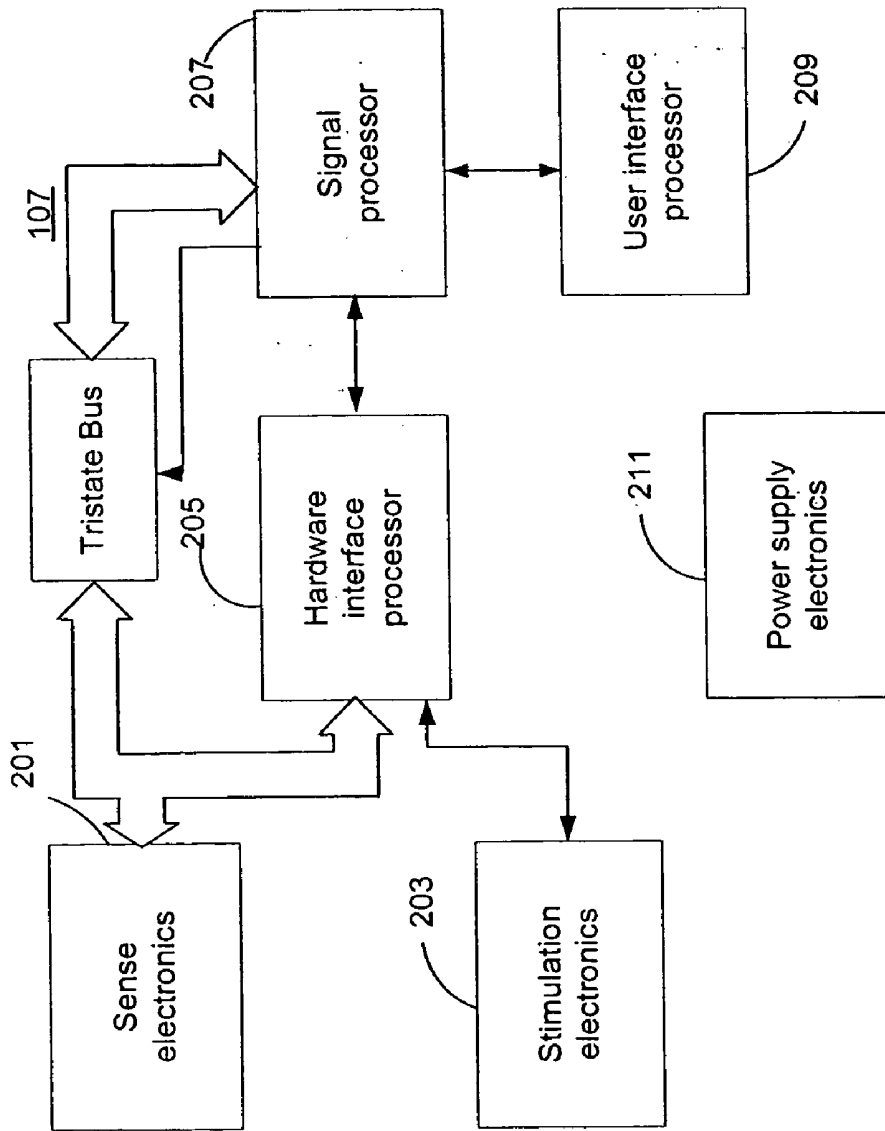 107
201
Tristate Bus
207
Sense
electronics
205
Hardware
interface
processor
Signal
processor
203
Stimulation
electronics
211
User interface
processor
209
Power supply
electronics